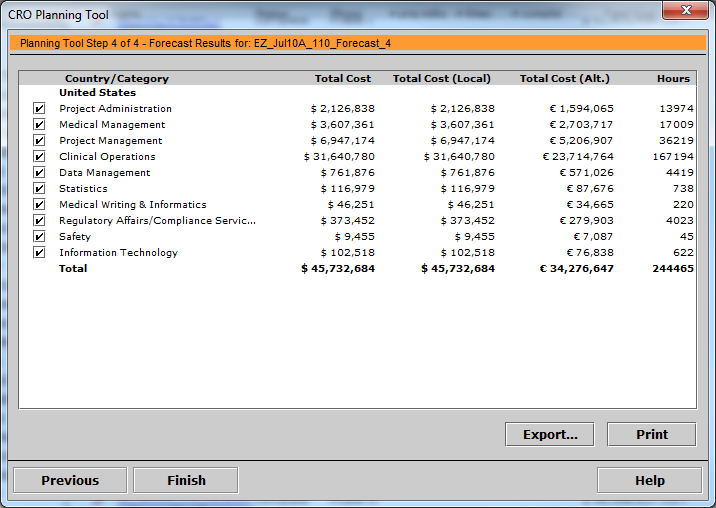 CRO Planning Tool
Planning Tool Step 4 of 4 - Forecast Results for: EZ_Jul10A_110_Forecast_4
Country/Category Total Cost Total Cost (Local) Total Cost (Alt.) Hours
United States
Project Administration $ 2,126,838 $ 2,126,838 € 1,594,065 13974
Medical Management $ 3,607,361 $ 3,607,361 € 2,703,717 17009
Project Management $ 6,947,174 $ 6,947,174 € 5,206,907 36219
Clinical Operations $ 31,640,780 $ 31,640,780 € 23,714,764 167194
Data Management $ 761,876 $ 761,876 € 571,026 4419
Statistics $ 116,979 $ 116,979 € 87,676 738
Medical Writing & Informatics $ 46,251 $ 46,251 € 34,665 220
Regulatory Affairs/Compliance Servic... $ 373,452 $ 373,452 € 279,903 4023
Safety $ 9,455 $ 9,455 € 7,087 45
Information Technology $ 102,518 $ 102,518 € 76,838 622
Total $ 45,732,684 $ 45,732,684 € 34,276,647 244465
Export... Print
Previous Finish Help